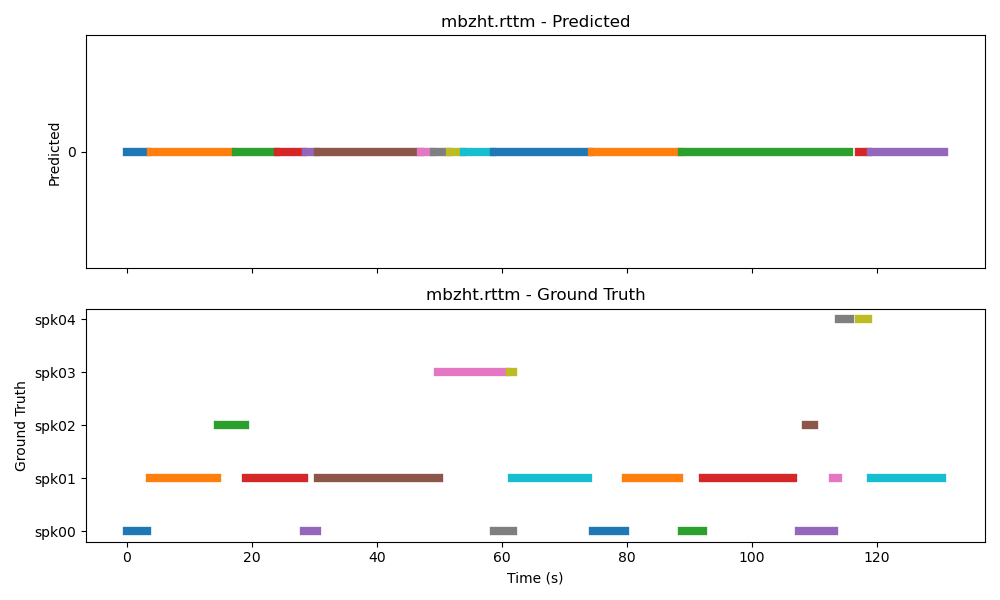 mbzht.rttm - Predicted
Predicted
0
mbzht.rttm - Ground Truth
Ground Truth
spk04
spk03
spk02
spk01
spk00
0 20 40 60 80 100 120
Time (s)